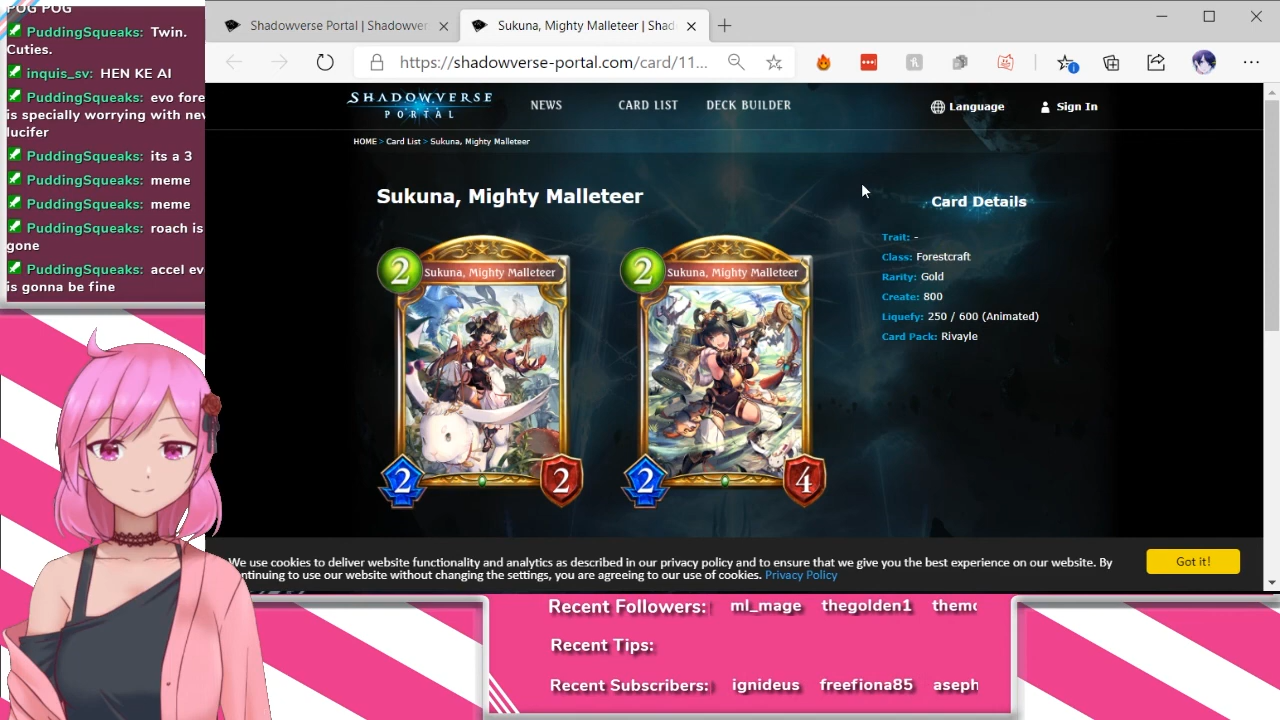 POG POG
PuddingSqueaks: Twin.
Cuties.
inquis_sv: HEN KE AI
PuddingSqueaks: evo fore
is specially worrying with new
lucifer
PuddingSqueaks: its a 3
PuddingSqueaks: meme
PuddingSqueaks: meme
PuddingSqueaks: roach is
gone
PuddingSqueaks: accel ev
is gonna be fine
Shadowverse Portal | Shadowver
Sukuna, Mighty Malleteer | Shad
https://shadowverse-portal.com/card/11...
SHADOWVERSE
PORTAL
NEWS
CARD LIST
DECK BUILDER
Language
Sign In
HOME > Card List > Sukuna, Mighty Malleteer
Sukuna, Mighty Malleteer
2
Sukuna, Mighty Malleteer
2
2
2
Sukuna, Mighty Malleteer
2
4
Card Details
Trait: -
Class: Forestcraft
Rarity: Gold
Create: 800
Liquefy: 250 / 600 (Animated)
Card Pack: Rivayle
We use cookies to deliver website functionality and analytics as described in our privacy policy and to ensure that we give you the best experience on our website. By
ntinuing to use our website without changing the settings, you are agreeing to our use of cookies. Privacy Policy
Got it!
Recent Followers: ml_mage thegolden1 themo
Recent Tips:
Recent Subscribers: ignideus freefiona85 aseph